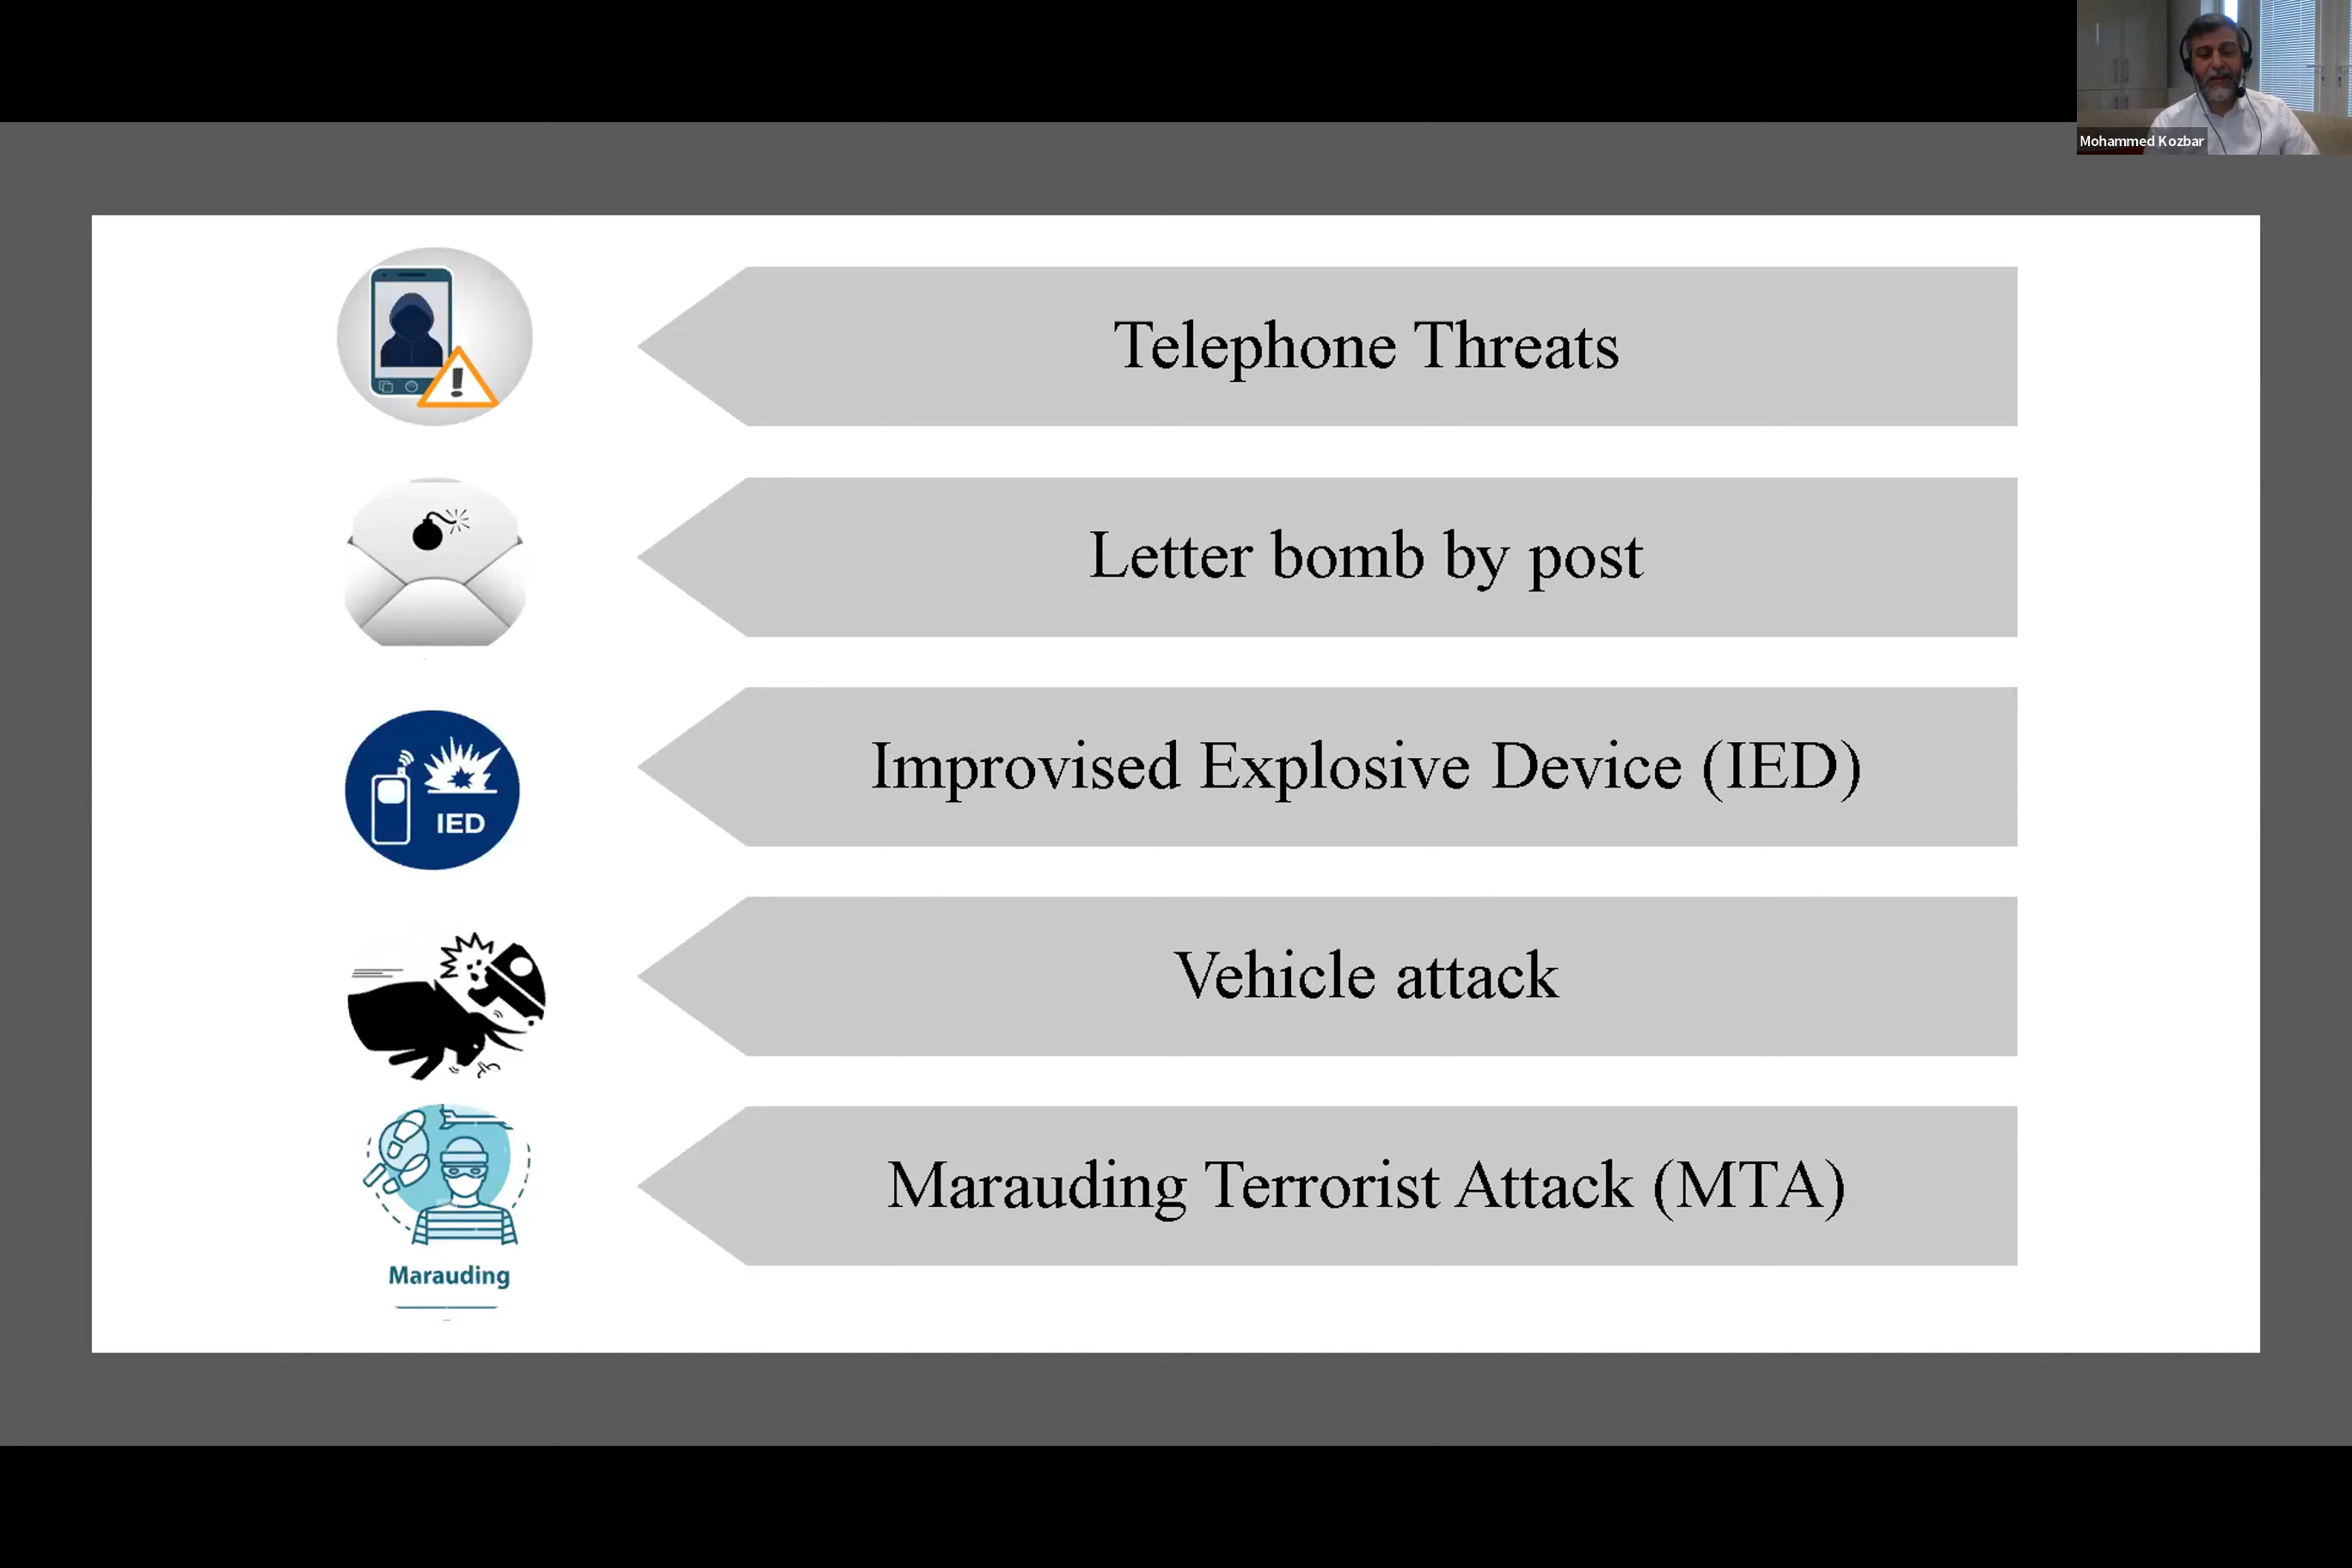 Mohammed Kozbar
Telephone Threats
Letter bomb by post
IED
Improvised Explosive Device (IED)
Vehicle attack
Marauding Terrorist Attack (MTA)
Marauding